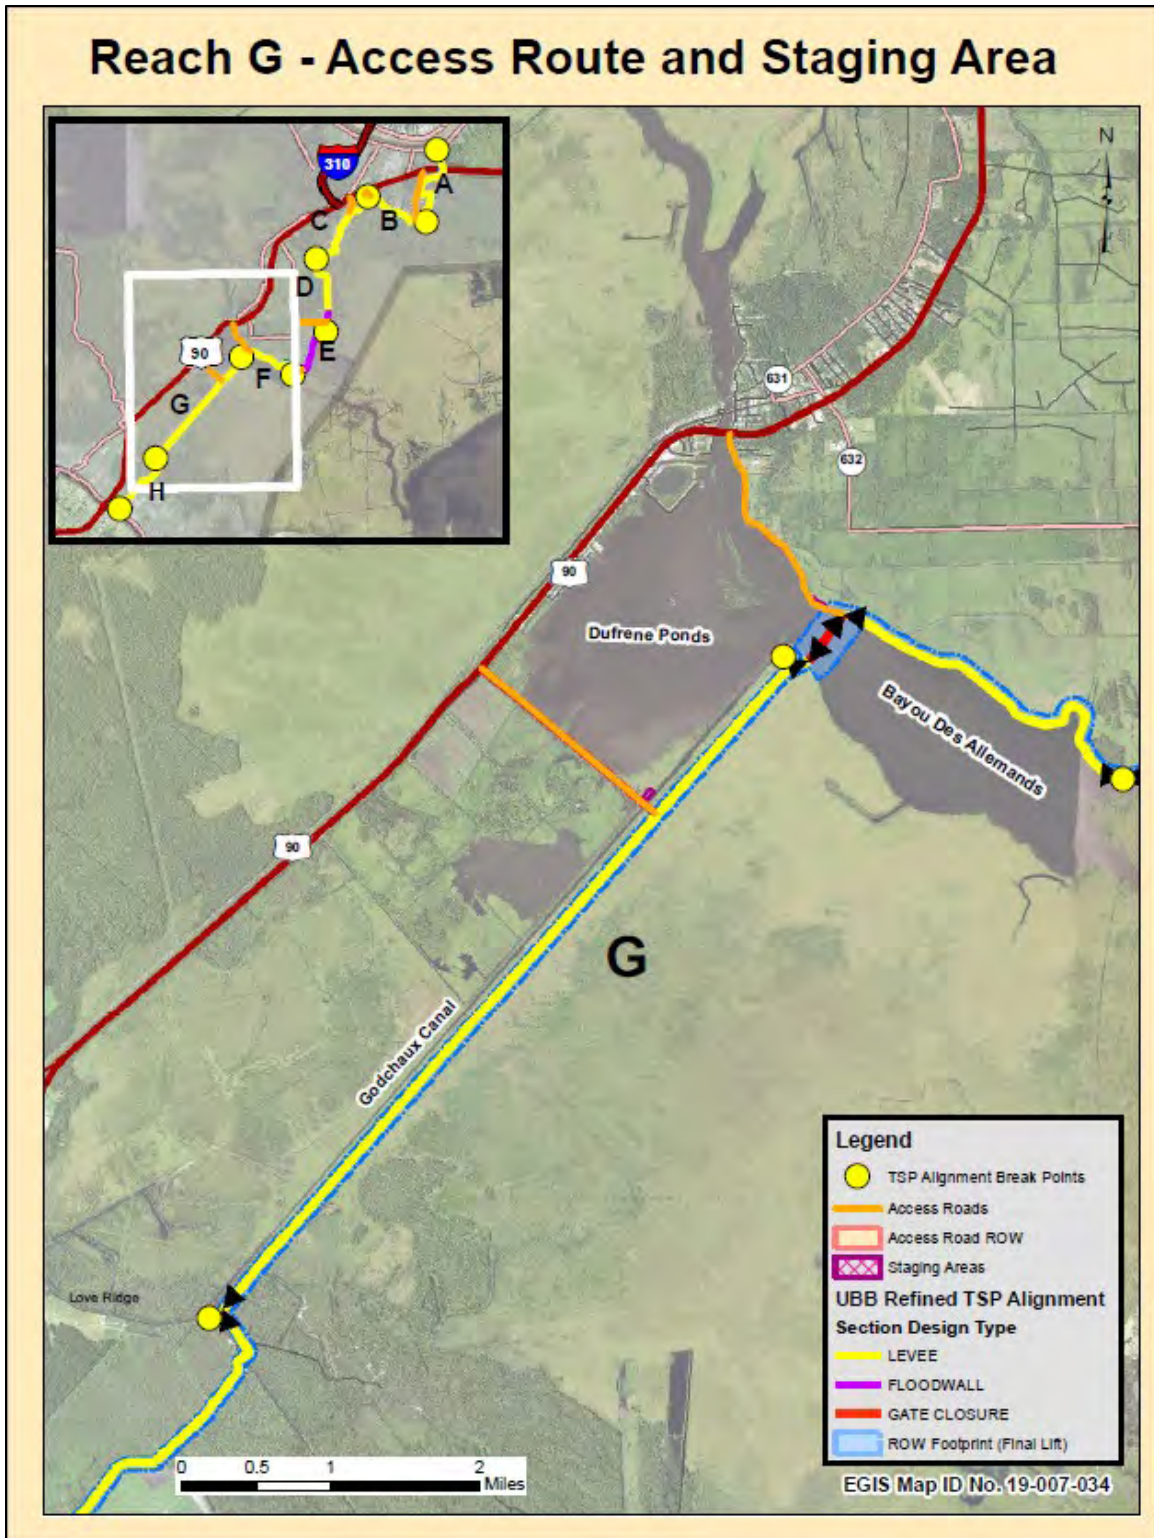 Reach G - Access Route and Staging Area
310
A
B
C
D
E
F
90
G
H
N
631
632
90
Dufrene Ponds
Bayou Des Allemands
90
G
Godchaux Canal
Love Ridge
0 0.5 1 2
Miles
Legend
TSP Alignment Break Points
Access Roads
Access Road ROW
Staging Areas
UBB Refined TSP Alignment
Section Design Type
LEVEE
FLOODWALL
GATE CLOSURE
ROW Footprint (Final Lift)
EGIS Map ID No. 19-007-034